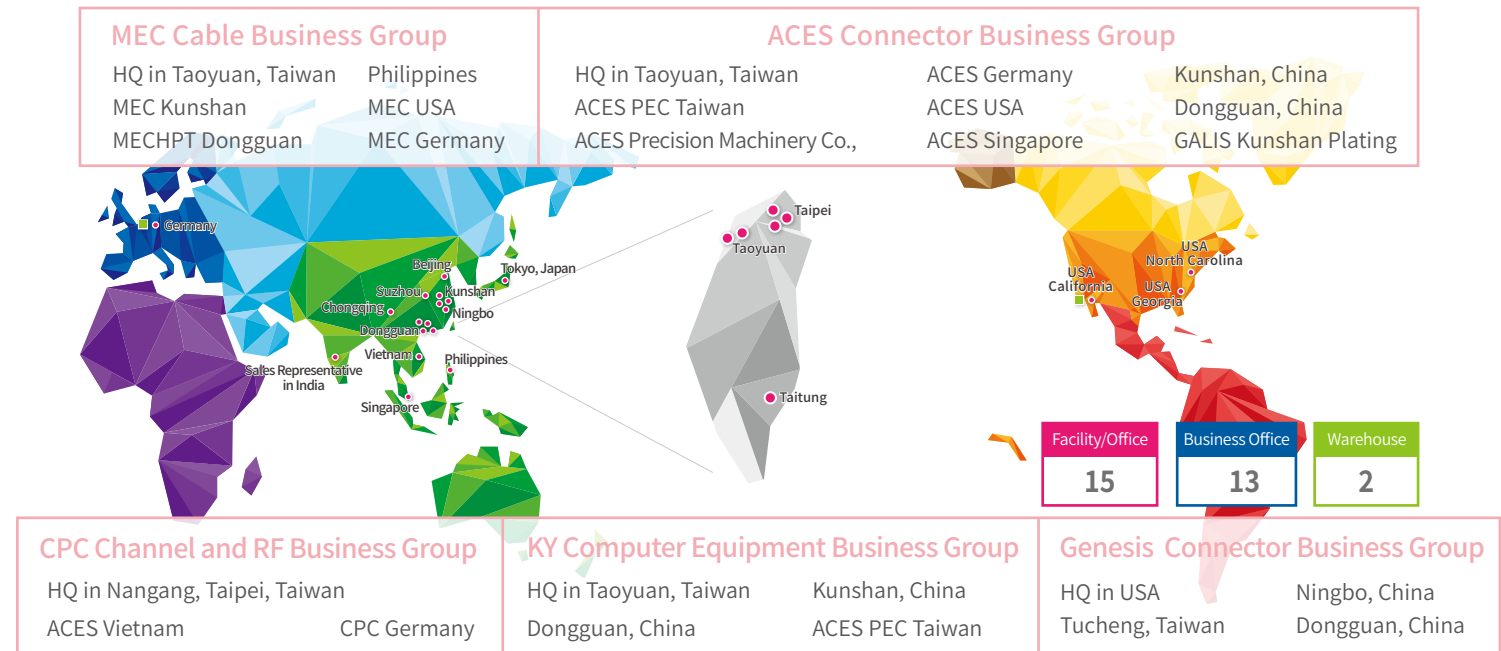 MEC Cable Business Group
HQ in Taoyuan, Taiwan Philippines
MEC Kunshan MEC USA
MECHPT Dongguan MEC Germany
ACES Connector Business Group
HQ in Taoyuan, Taiwan ACES Germany Kunshan, China
ACES PEC Taiwan ACES USA Dongguan, China
ACES Precision Machinery Co., ACES Singapore GALIS Kunshan Plating
Germany
Beijing
Tokyo, Japan
Suzhou
Kunshan
Chongqing
Ningbo
Dongguan
Vietnam
Philippines
Sales Representative
in India
Singapore
Taipei
Taoyuan
Taitung
USA
North Carolina
USA
California
USA
Georgia
Facility/Office
15
Business Office
13
Warehouse
2
CPC Channel and RF Business Group
HQ in Nangang, Taipei, Taiwan
ACES Vietnam CPC Germany
KY Computer Equipment Business Group
HQ in Taoyuan, Taiwan Kunshan, China
Dongguan, China ACES PEC Taiwan
Genesis Connector Business Group
HQ in USA Ningbo, China
Tucheng, Taiwan Dongguan, China